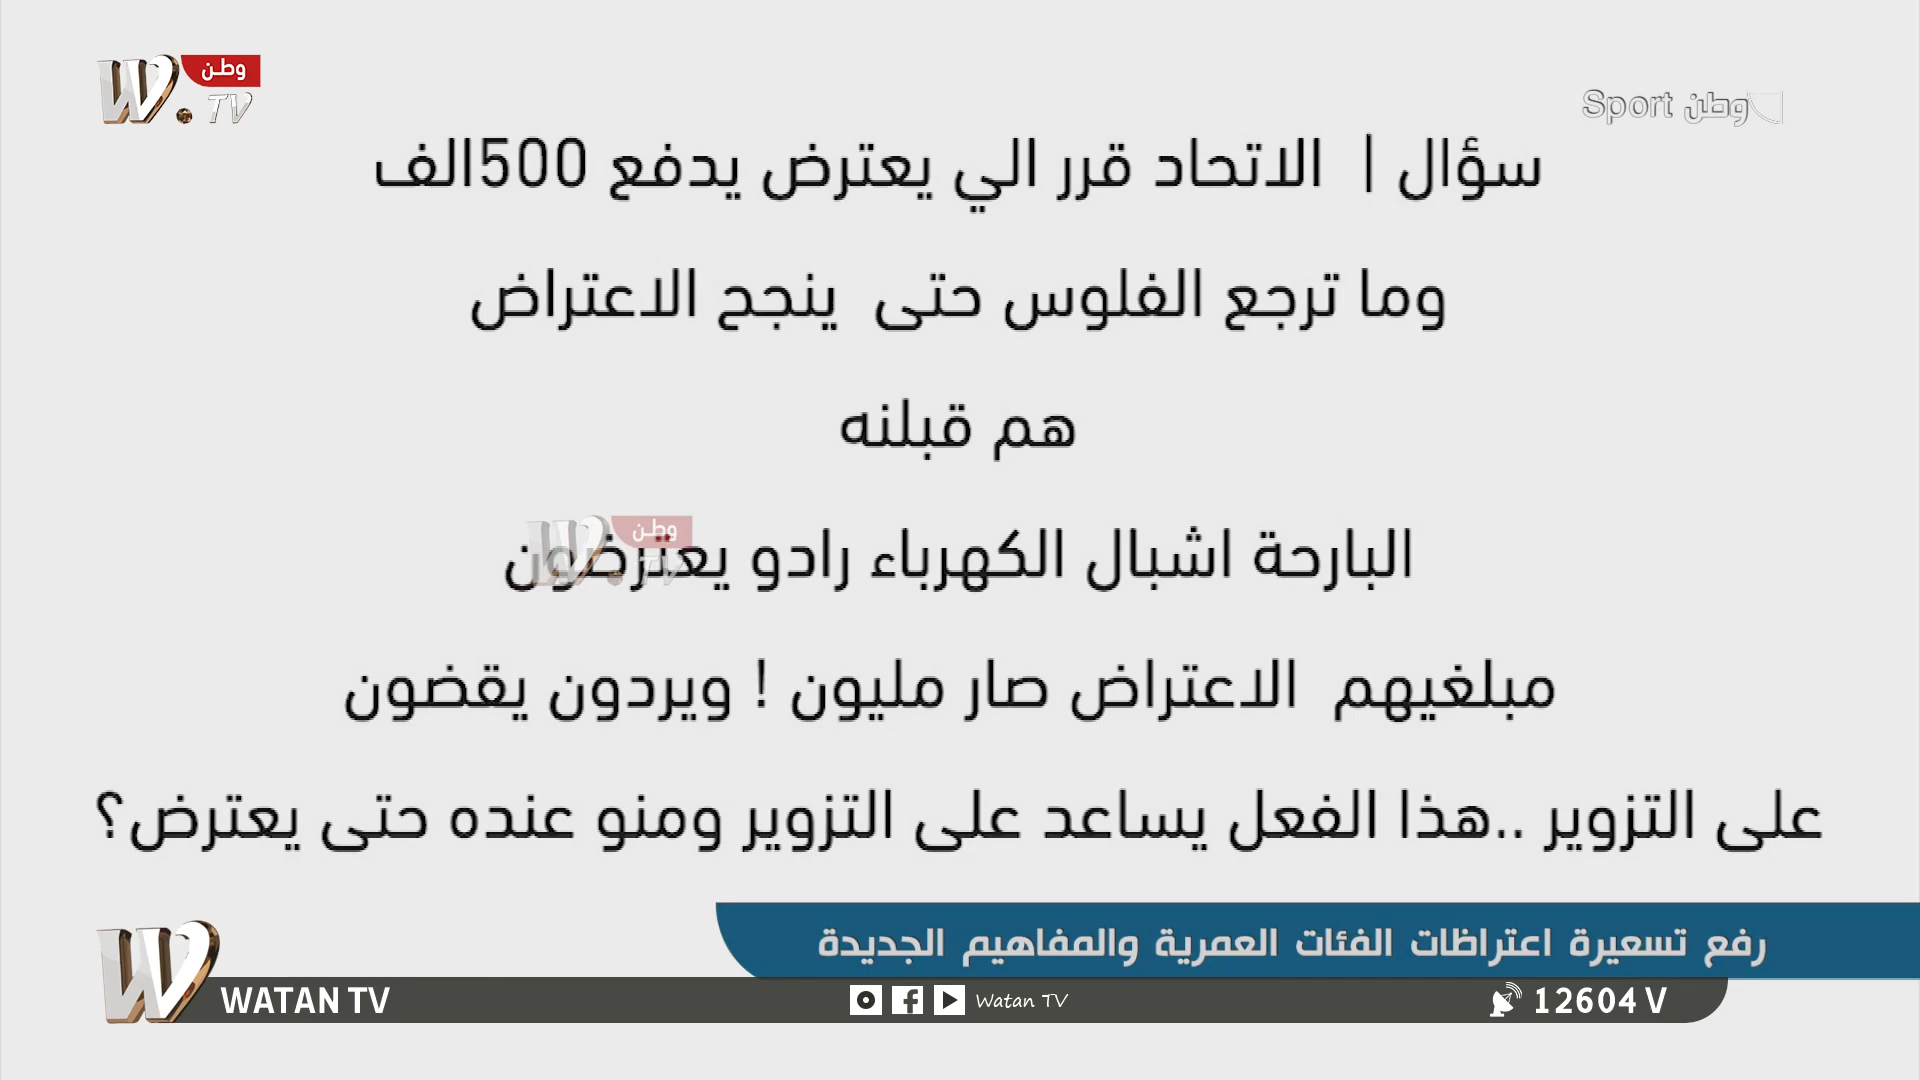 وطن
W. TV
وطن Sport
سؤال | الاتحاد قرر الي يعترض يدفع 500الف
وما ترجع الفلوس حتى ينجح الاعتراض
هم قبلنه
البارحة اشبال الكهرباء رادو يعترضون
وطن
W. TV
مبلغيهم الاعتراض صار مليون ! ويردون يقضون
على التزوير ..هذا الفعل يساعد على التزوير ومنو عنده حتى يعترض؟
رفع تسعيرة اعتراظات الفئات العمرية والمفاهيم الجديدة
W WATAN TV
Watan TV
12604 V